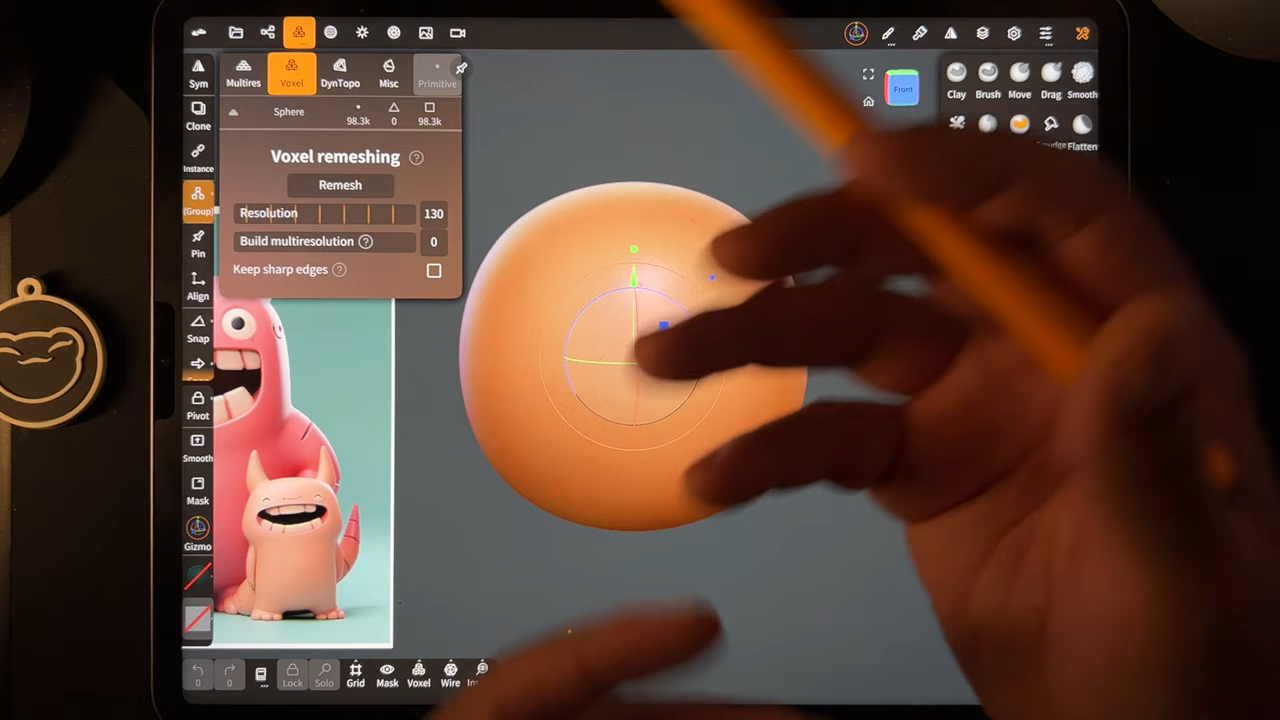 Sym
Clone
Instance
(Group)
Pin
Align
Snap
Pivot
Smooth
Mask
Gizmo
Multires
Voxel
DynTopo
Misc
Primitive
Sphere
98.3k
0
98.3k
Voxel remeshing ?
Remesh
Resolution 130
Build multiresolution ? 0
Keep sharp edges ?
Front
Clay
Brush
Move
Drag
Smooth
Flatten
0
0
Lock
Solo
Grid
Mask
Voxel
Wire